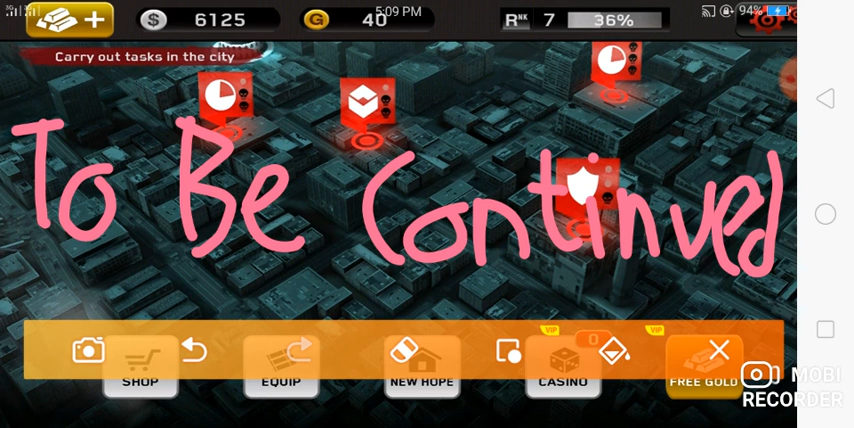 3G
5:09 PM
94%
+
$ 6125
G 40
RNK 7
36%
Carry out tasks in the city
To Be Continued
VIP
VIP
0
SHOP
EQUIP
NEW HOPE
CASINO
FREE GOLD
MOBI
RECORDER